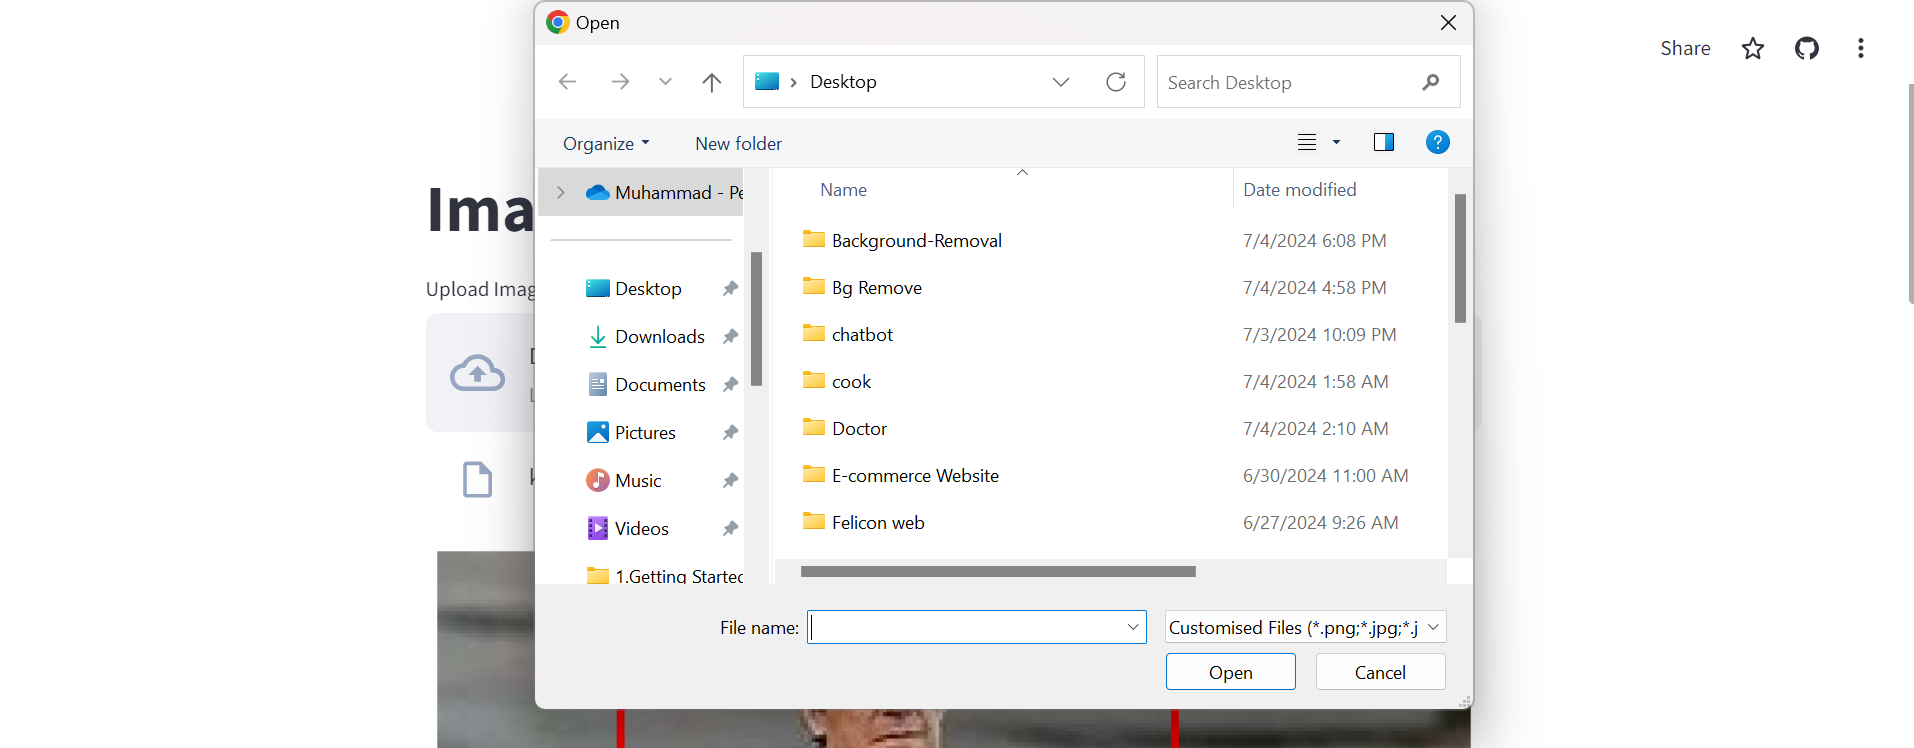 Open
Share
Desktop
Search Desktop
Organize
New folder
Muhammad - Pe
Name
Date modified
Ima
Background-Removal 7/4/2024 6:08 PM
Upload Imag
Desktop
Bg Remove 7/4/2024 4:58 PM
Downloads
chatbot 7/3/2024 10:09 PM
Documents
cook 7/4/2024 1:58 AM
Pictures
Doctor 7/4/2024 2:10 AM
Music
E-commerce Website 6/30/2024 11:00 AM
Videos
Felicon web 6/27/2024 9:26 AM
1.Getting Started
File name:
Customised Files (*.png;*.jpg;*.j
Open
Cancel